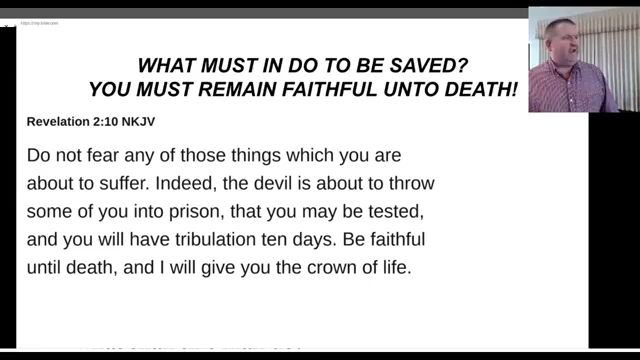 WHAT MUST IN DO TO BE SAVED?
YOU MUST REMAIN FAITHFUL UNTO DEATH!
Revelation 2:10 NKJV
Do not fear any of those things which you are
about to suffer. Indeed, the devil is about to throw
some of you into prison, that you may be tested,
and you will have tribulation ten days. Be faithful
until death, and I will give you the crown of life.